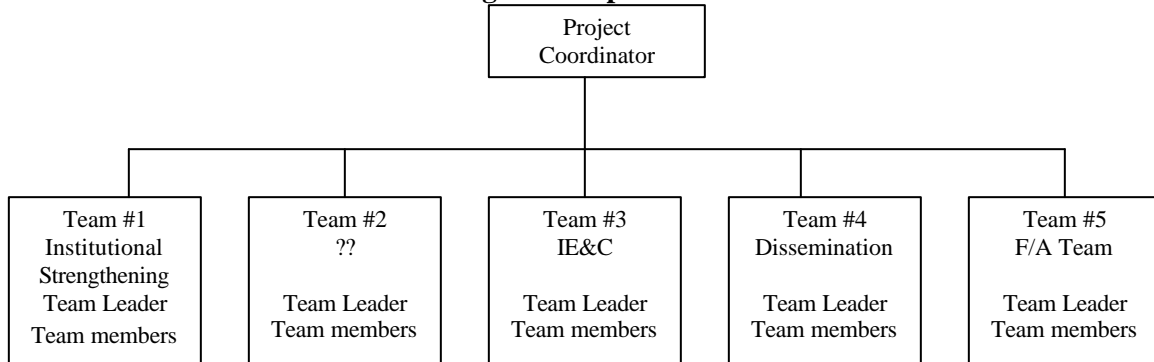 Project
Coordinator
Team #1
Institutional
Strengthening
Team Leader
Team members
Team #2
??
Team Leader
Team members
Team #3
IE&C
Team Leader
Team members
Team #4
Dissemination
Team Leader
Team members
Team #5
F/A Team
Team Leader
Team members